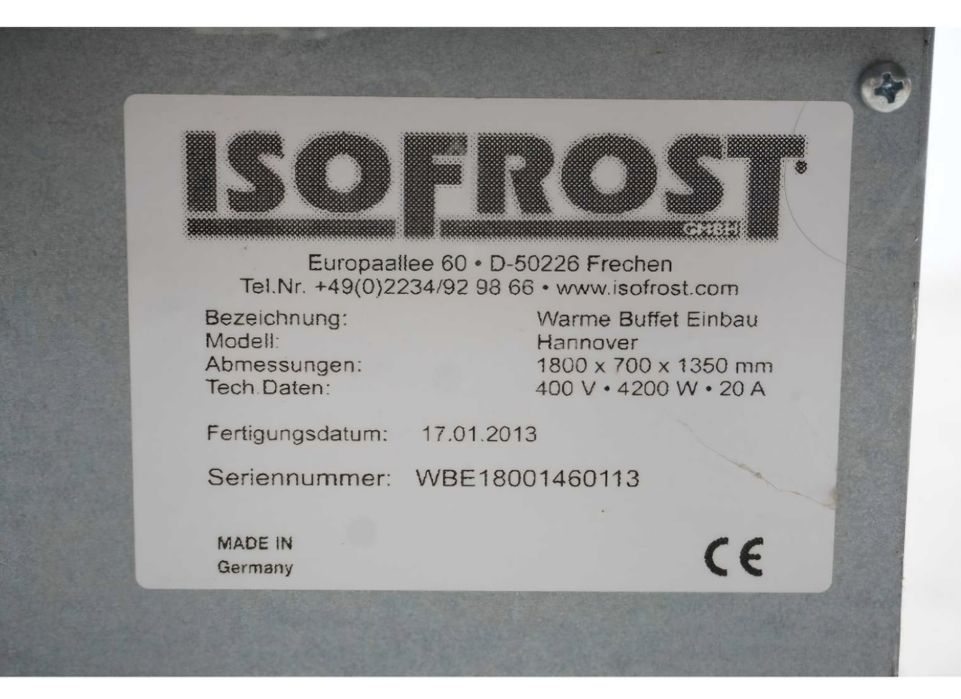 ISOFROST®
GMBH
Europaallee 60 • D-50226 Frechen
Tel.Nr. +49(0)2234/92 98 66 • www.isofrost.com
Bezeichnung: Warme Buffet Einbau
Modell: Hannover
Abmessungen: 1800 x 700 x 1350 mm
Tech.Daten: 400 V • 4200 W • 20 A
Fertigungsdatum: 17.01.2013
Seriennummer: WBE18001460113
MADE IN
Germany
CE